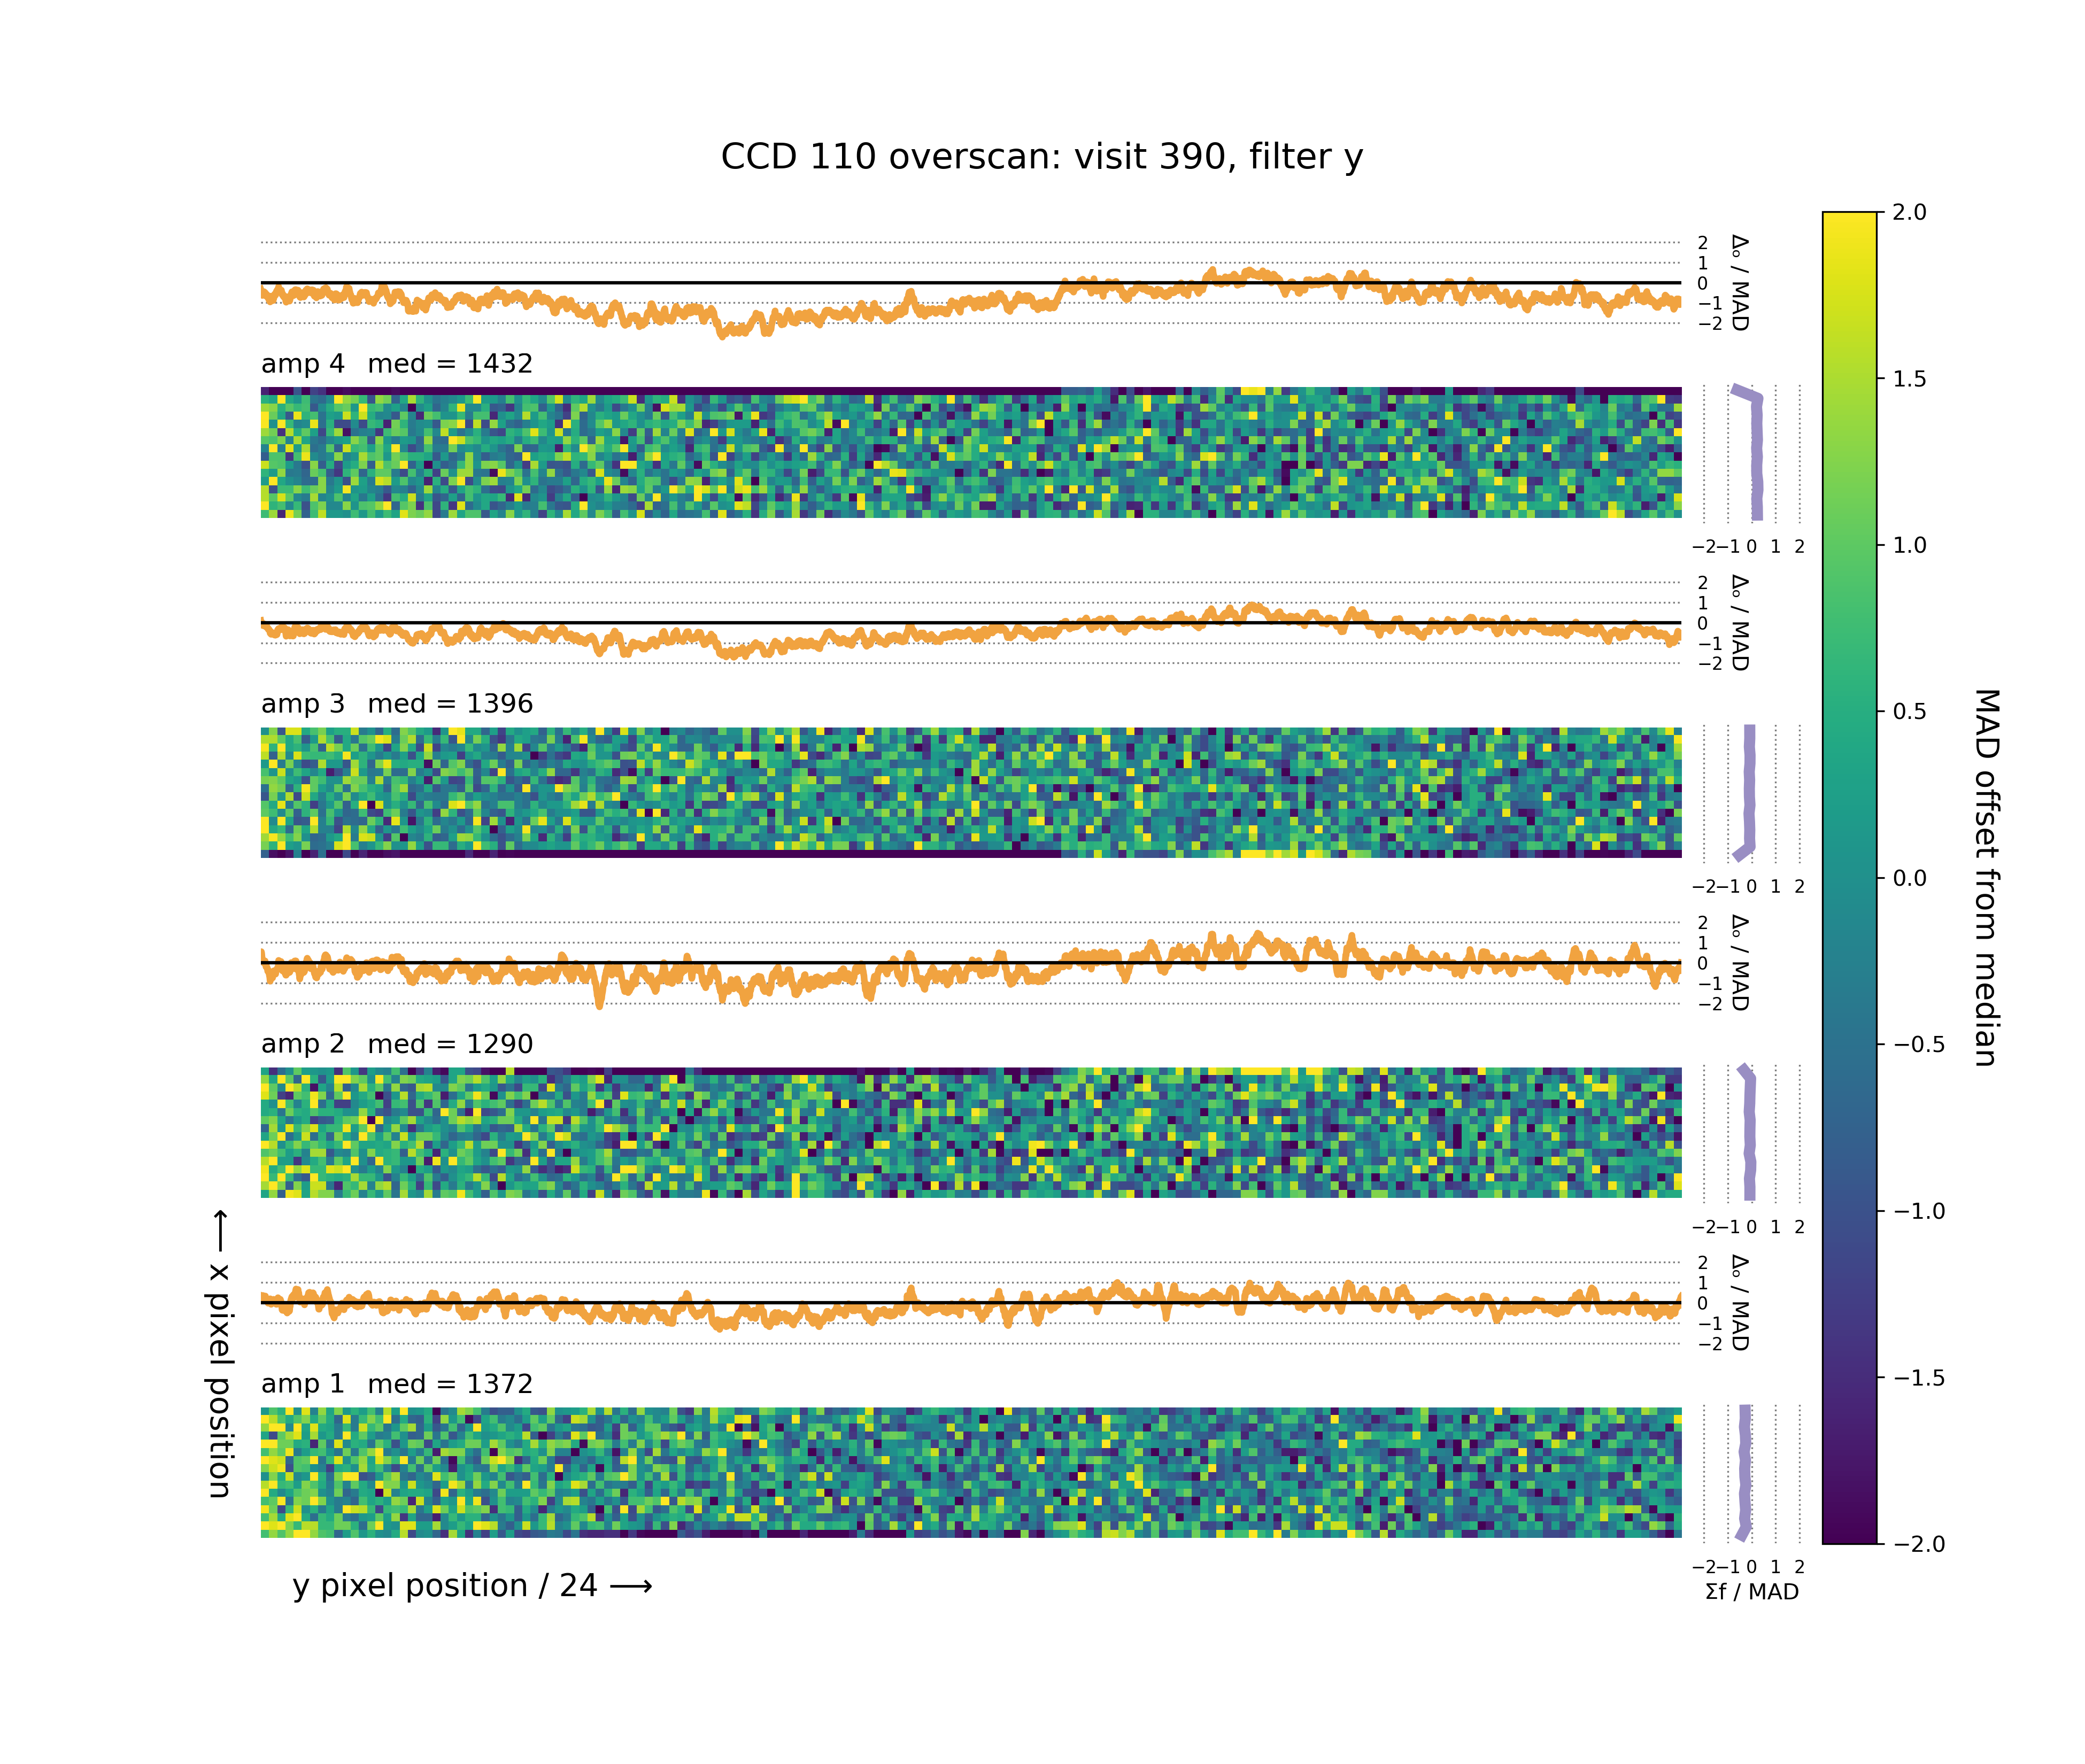 CCD 110 overscan: visit 390, filter y
2
1
0
−1
−2
Δₒ / MAD
amp 4 med = 1432
−2 −1 0 1 2
2
1
0
−1
−2
Δₒ / MAD
amp 3 med = 1396
−2 −1 0 1 2
2
1
0
−1
−2
Δₒ / MAD
amp 2 med = 1290
−2 −1 0 1 2
2
1
0
−1
−2
Δₒ / MAD
amp 1 med = 1372
−2 −1 0 1 2
Σf / MAD
x pixel position ⟶
y pixel position / 24 ⟶
2.0
1.5
1.0
0.5
0.0
−0.5
−1.0
−1.5
−2.0
MAD offset from median